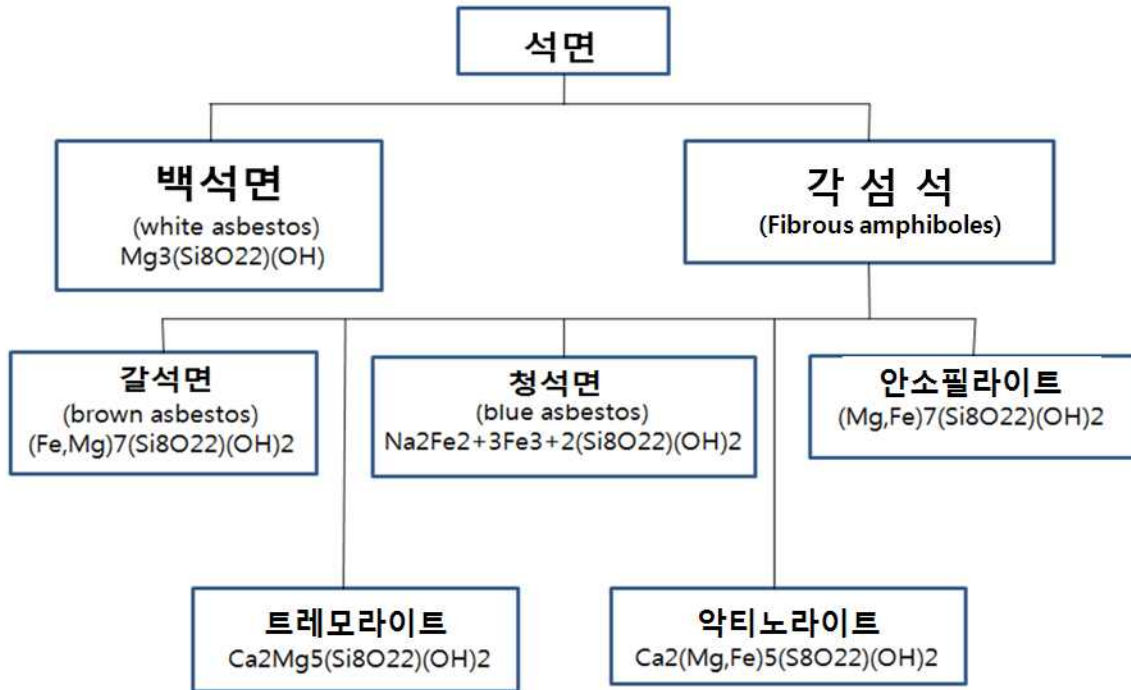 석면
백석면
(white asbestos)
Mg3(Si8O22)(OH)
각 섬 석
(Fibrous amphiboles)
갈석면
(brown asbestos)
(Fe,Mg)7(Si8O22)(OH)2
청석면
(blue asbestos)
Na2Fe2+3Fe3+2(Si8O22)(OH)2
안소필라이트
(Mg,Fe)7(Si8O22)(OH)2
트레모라이트
Ca2Mg5(Si8O22)(OH)2
악티노라이트
Ca2(Mg,Fe)5(S8O22)(OH)2